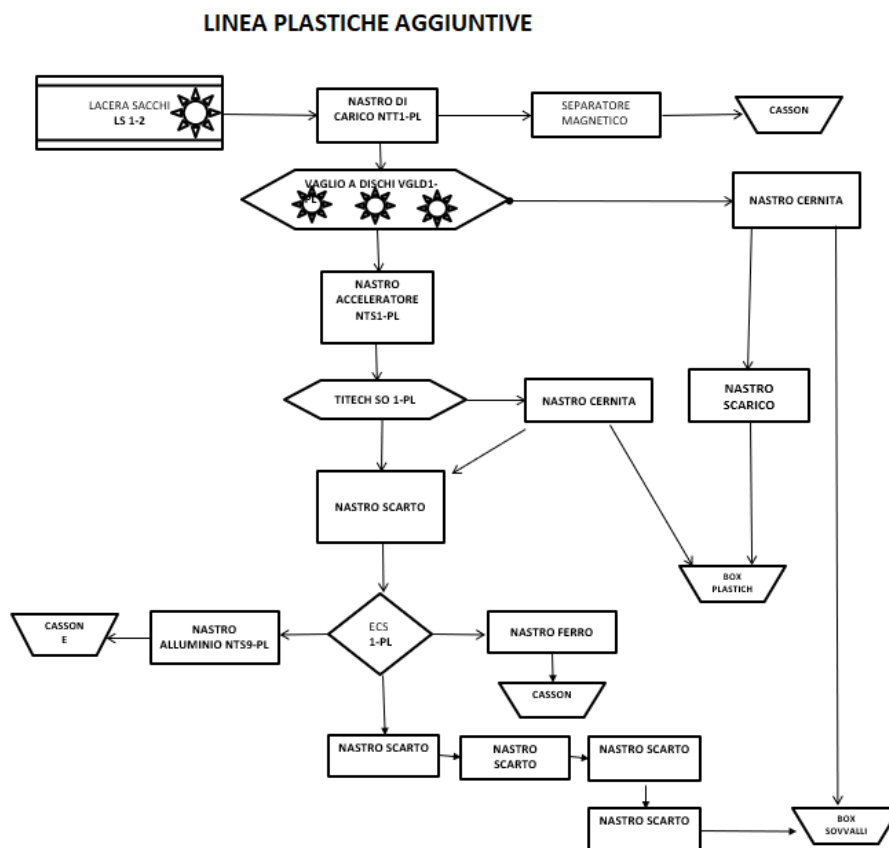 LINEA PLASTICHE AGGIUNTIVE
LACERA SACCHI
LS 1-2
NASTRO DI
CARICO NTT1-PL
SEPARATORE
MAGNETICO
CASSON
VAGLIO A DISCHI VGLD1-
PL
NASTRO CERNITA
NASTRO
ACCELERATORE
NTS1-PL
TITECH SO 1-PL
NASTRO CERNITA
NASTRO
SCARICO
NASTRO SCARTO
BOX
PLASTICH
CASSON
E
NASTRO
ALLUMINIO NTS9-PL
ECS
1-PL
NASTRO FERRO
CASSON
NASTRO SCARTO
NASTRO
SCARTO
NASTRO SCARTO
NASTRO SCARTO
BOX
SOVVALLI